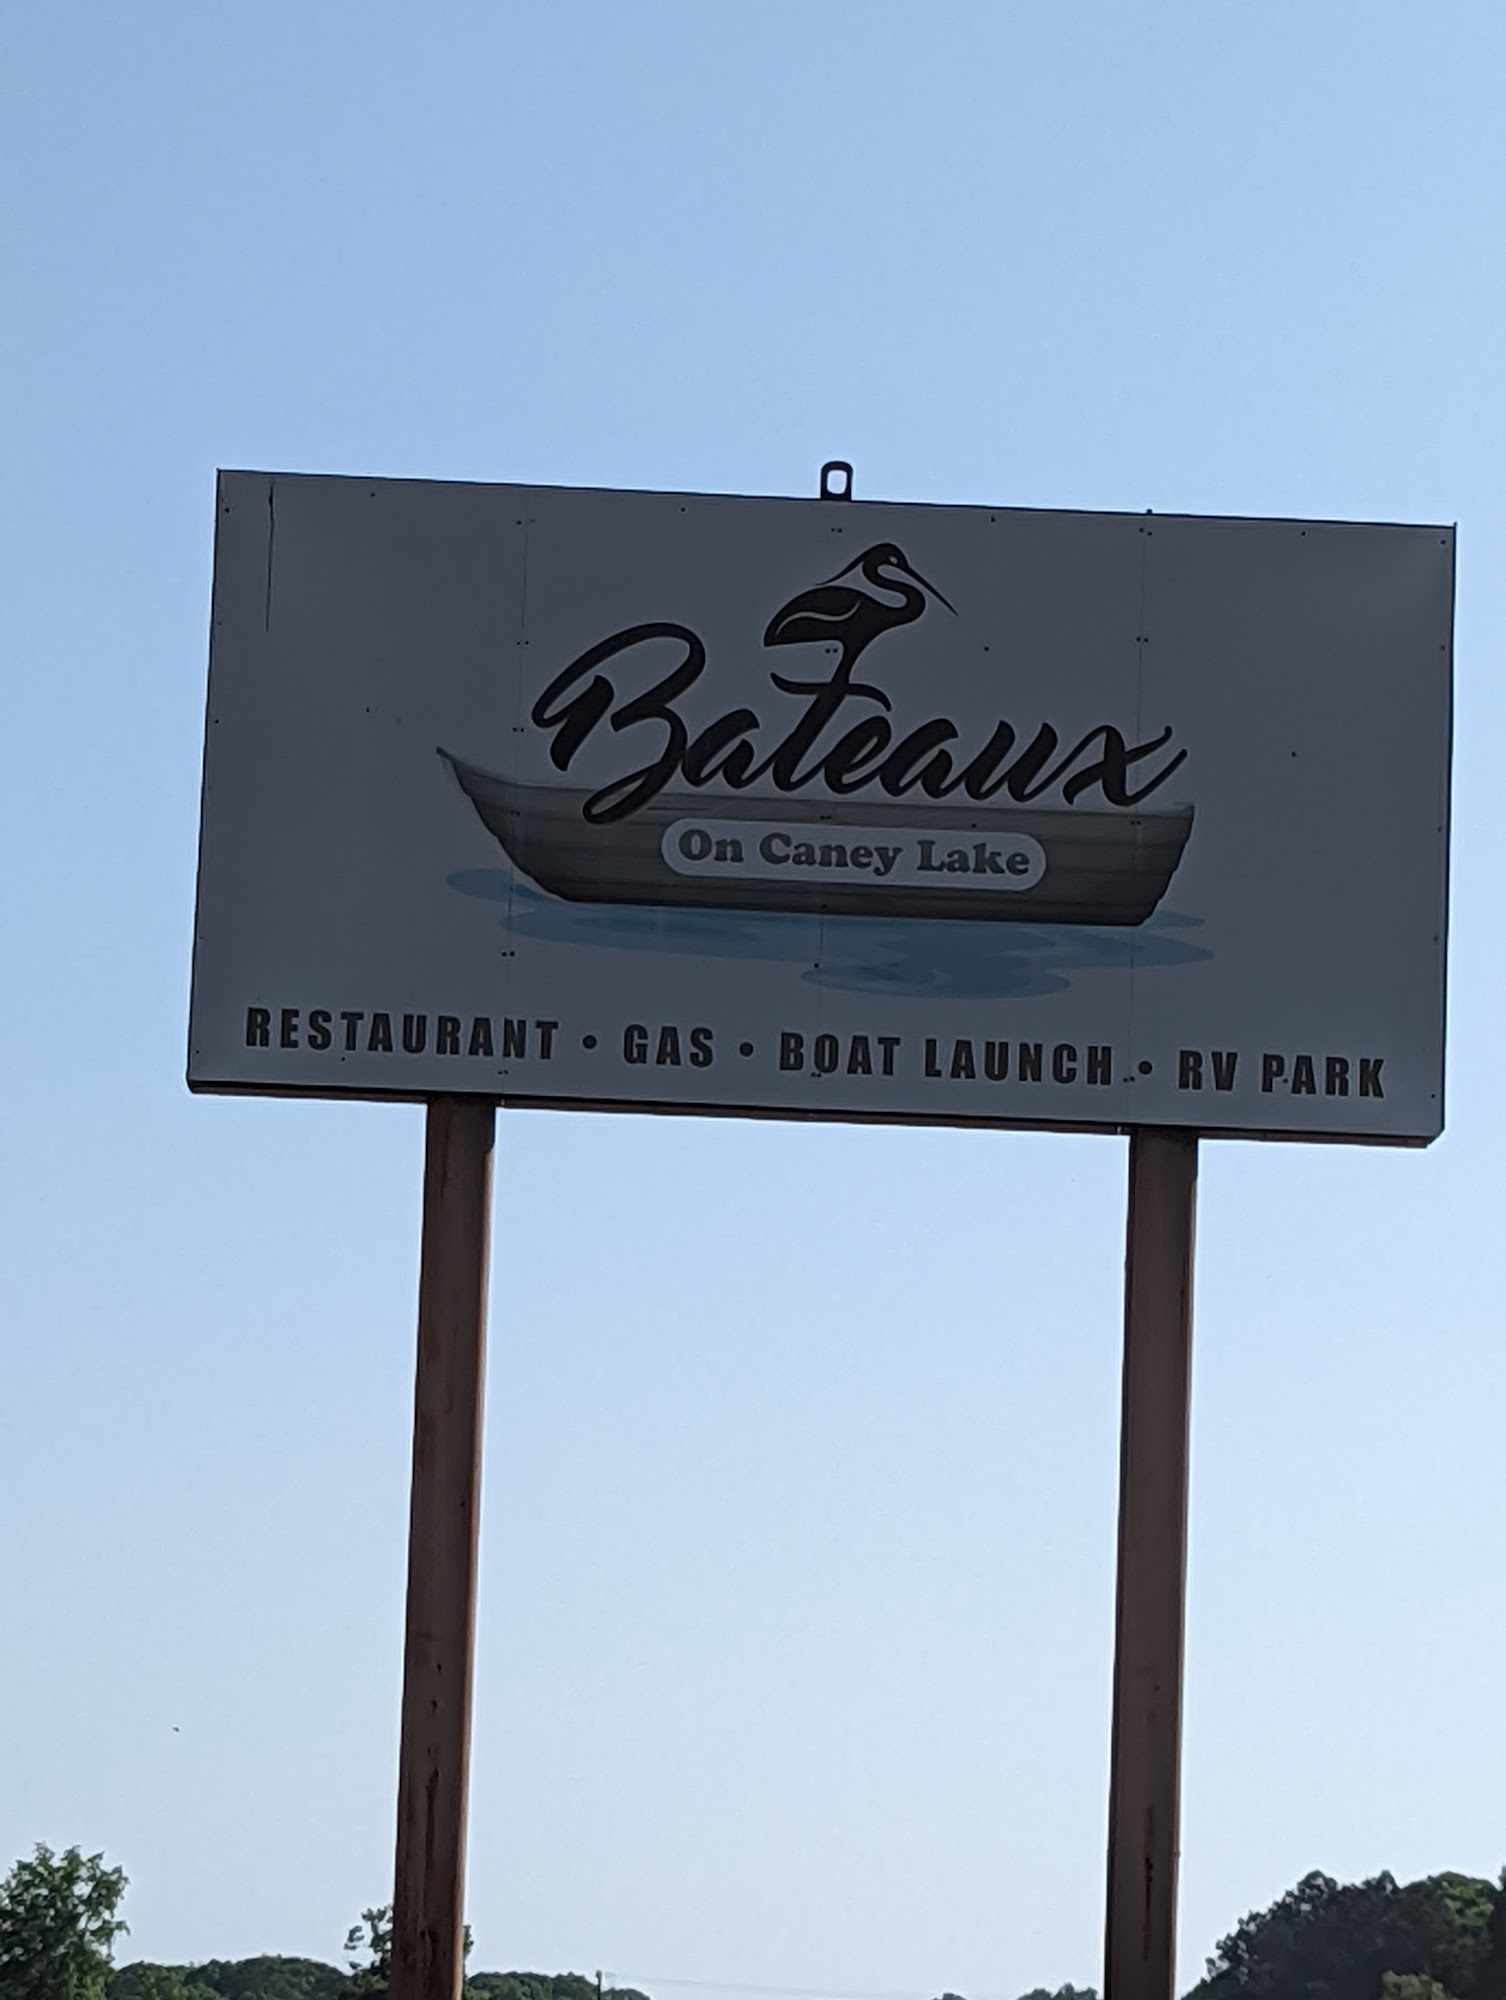 Bateaux
On Caney Lake
RESTAURANT • GAS • BOAT LAUNCH • RV PARK